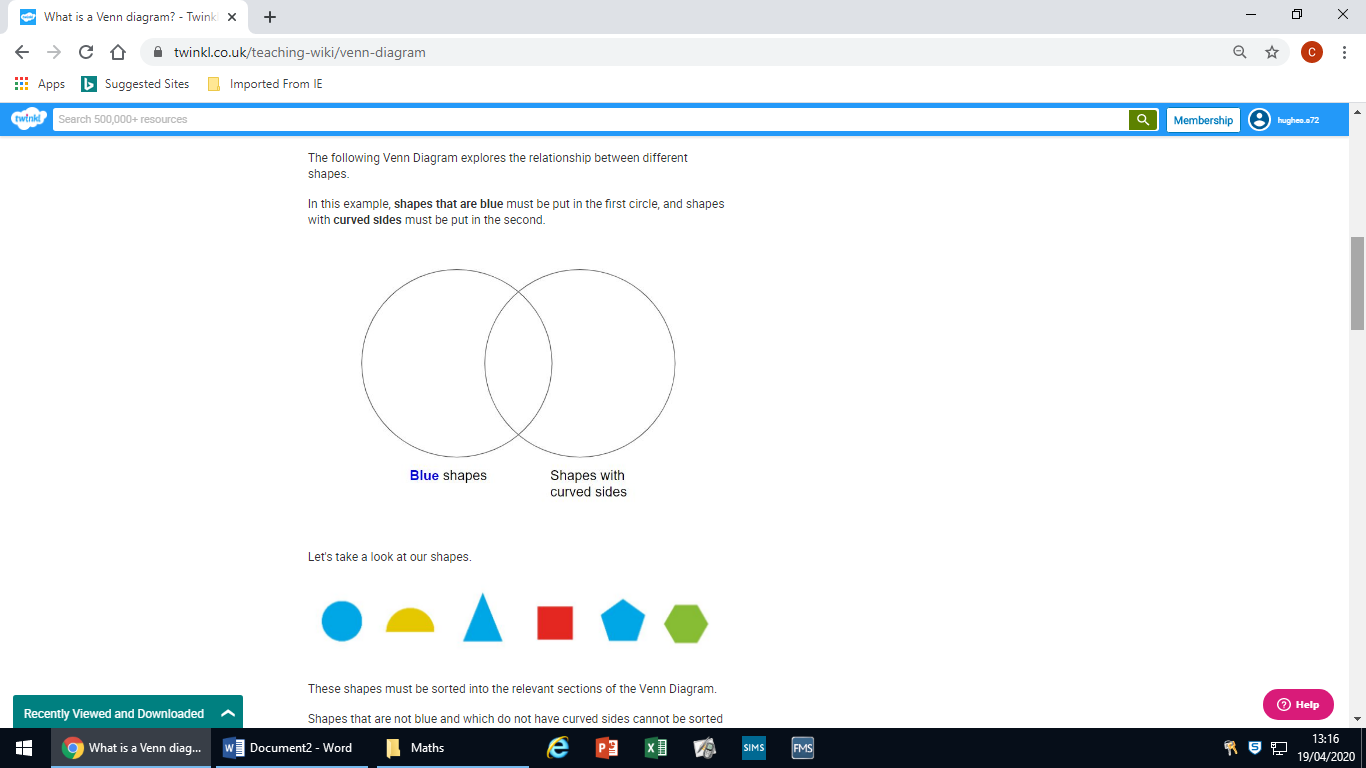 What is a Venn diagram? - Twinkl
twinkl.co.uk/teaching-wiki/venn-diagram
C
Apps
Suggested Sites
Imported From IE
twinkl
Search 500,000+ resources
Membership
hughes.a72
The following Venn Diagram explores the relationship between different
shapes.
In this example, shapes that are blue must be put in the first circle, and shapes
with curved sides must be put in the second.
Blue shapes
Shapes with
curved sides
Let's take a look at our shapes.
These shapes must be sorted into the relevant sections of the Venn Diagram.
Shapes that are not blue and which do not have curved sides cannot be sorted
Recently Viewed and Downloaded
Help
What is a Venn diag...
Document2 - Word
Maths
SIMS
FMS
13:16
19/04/2020